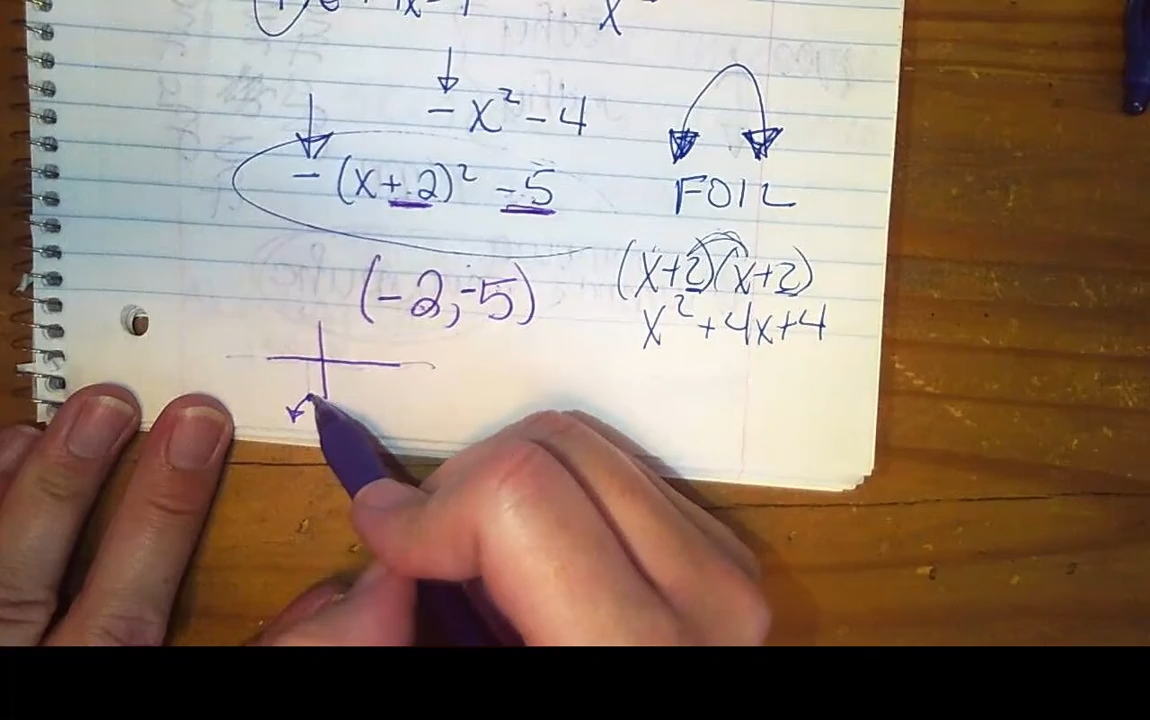 - x² - 4
- (x + 2)² - 5
FOIL
(x+2)(x+2)
(-2, -5)
x² + 4x + 4